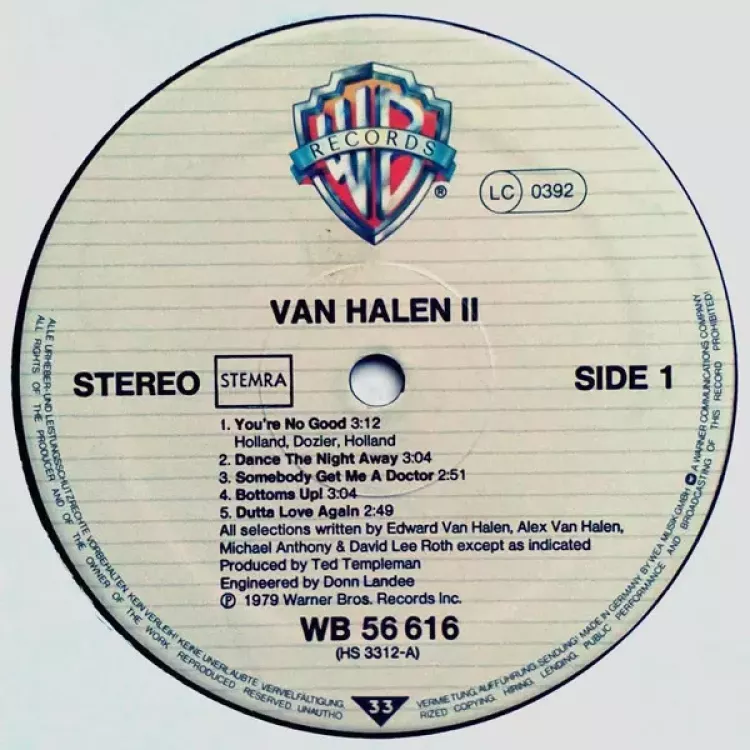 WB
RECORDS
®
LC 0392
VAN HALEN II
STEREO STEMRA SIDE 1
1. You're No Good 3:12
Holland, Dozier, Holland
2. Dance The Night Away 3:04
3. Somebody Get Me A Doctor 2:51
4. Bottoms Up! 3:04
5. Outta Love Again 2:49
All selections written by Edward Van Halen, Alex Van Halen,
Michael Anthony & David Lee Roth except as indicated
Produced by Ted Templeman
Engineered by Donn Landee
℗ 1979 Warner Bros. Records Inc.
WB 56 616
(HS 3312-A)
33
ALLE URHEBER- UND LEISTUNGSSCHUTZRECHTE VORBEHALTEN. KEIN VERLEIH! KEINE UNERLAUBTE VERVIELFÄLTIGUNG, VERMIETUNG, AUFFÜHRUNG, SENDUNG! MADE IN GERMANY, BY WEA MUSIK GMBH A WARNER COMMUNICATIONS COMPANY
ALL RIGHTS OF THE PRODUCER AND OF THE OWNER OF THE WORK REPRODUCED RESERVED. UNAUTHORIZED COPYING, HIRING, LENDING, PUBLIC PERFORMANCE AND BROADCASTING OF THIS RECORD PROHIBITED!